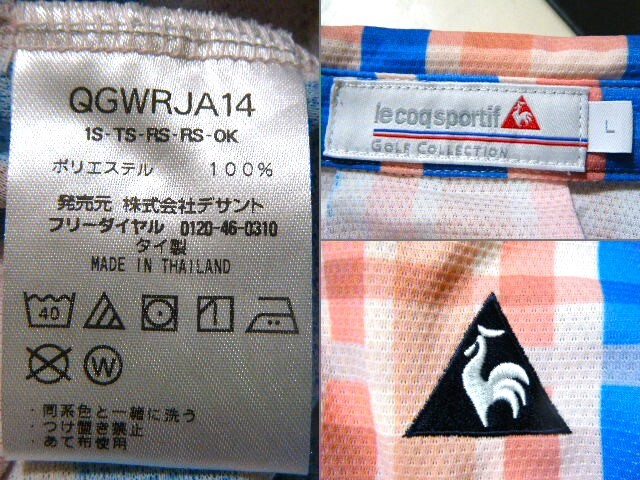 QGWRJA14
1S-TS-RS-RS-OK
ポリエステル 100%
発売元 株式会社デサント
フリーダイヤル 0120-46-0310
タイ製
MADE IN THAILAND
40
W
・同系色と一緒に洗う
・つけ置き禁止
・あて布使用
le coq sportif
GOLF COLLECTION
L